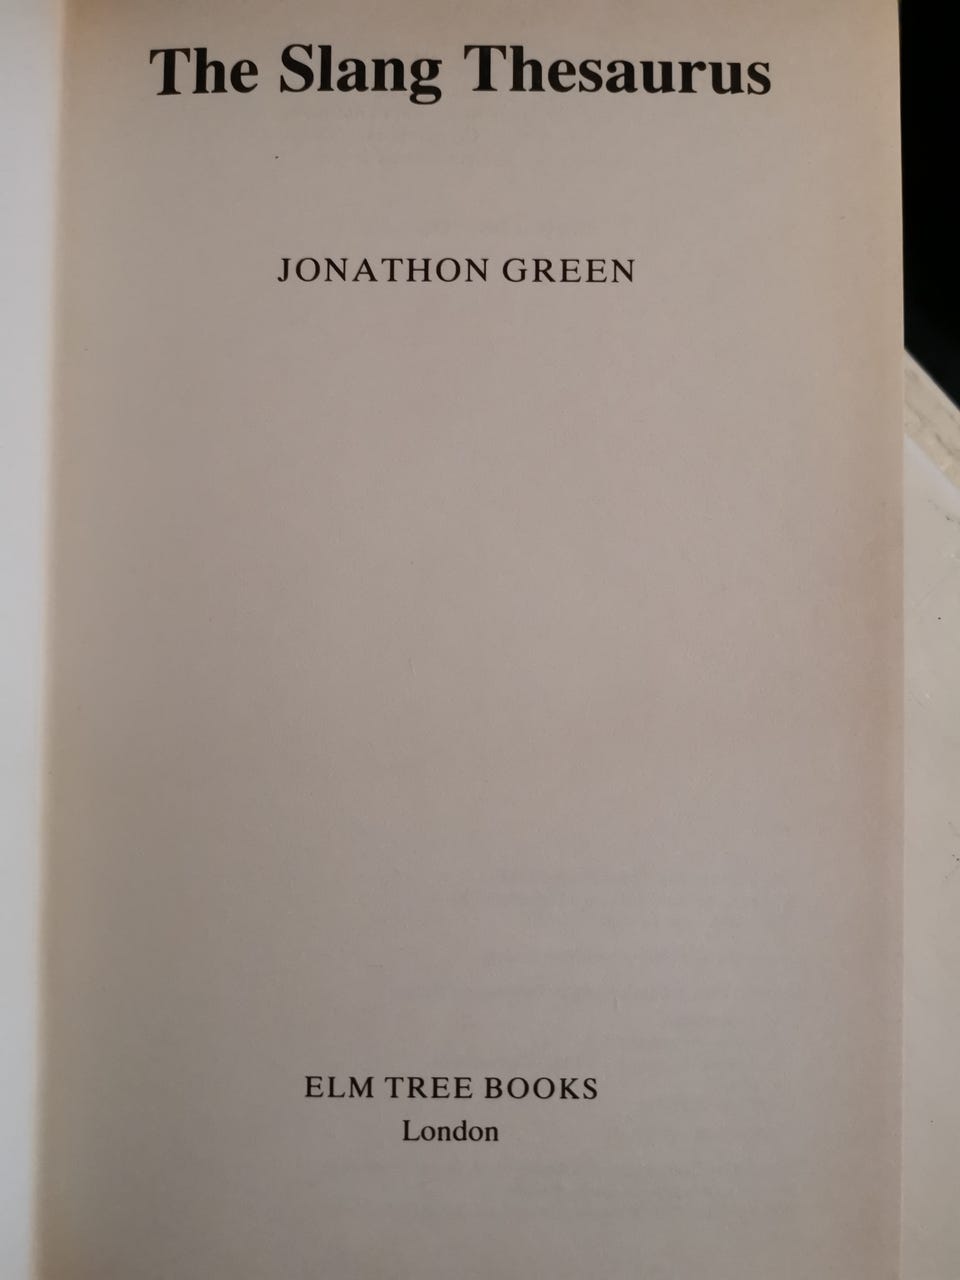 The Slang Thesaurus
JONATHON GREEN
ELM TREE BOOKS
London